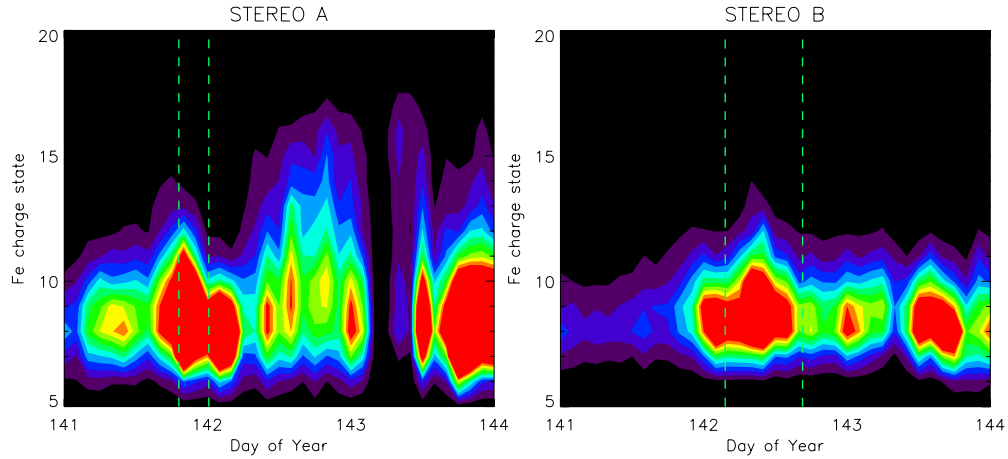 STEREO A
20
15
10
5
Fe charge state
141 142 143 144
Day of Year
STEREO B
20
15
10
5
Fe charge state
141 142 143 144
Day of Year